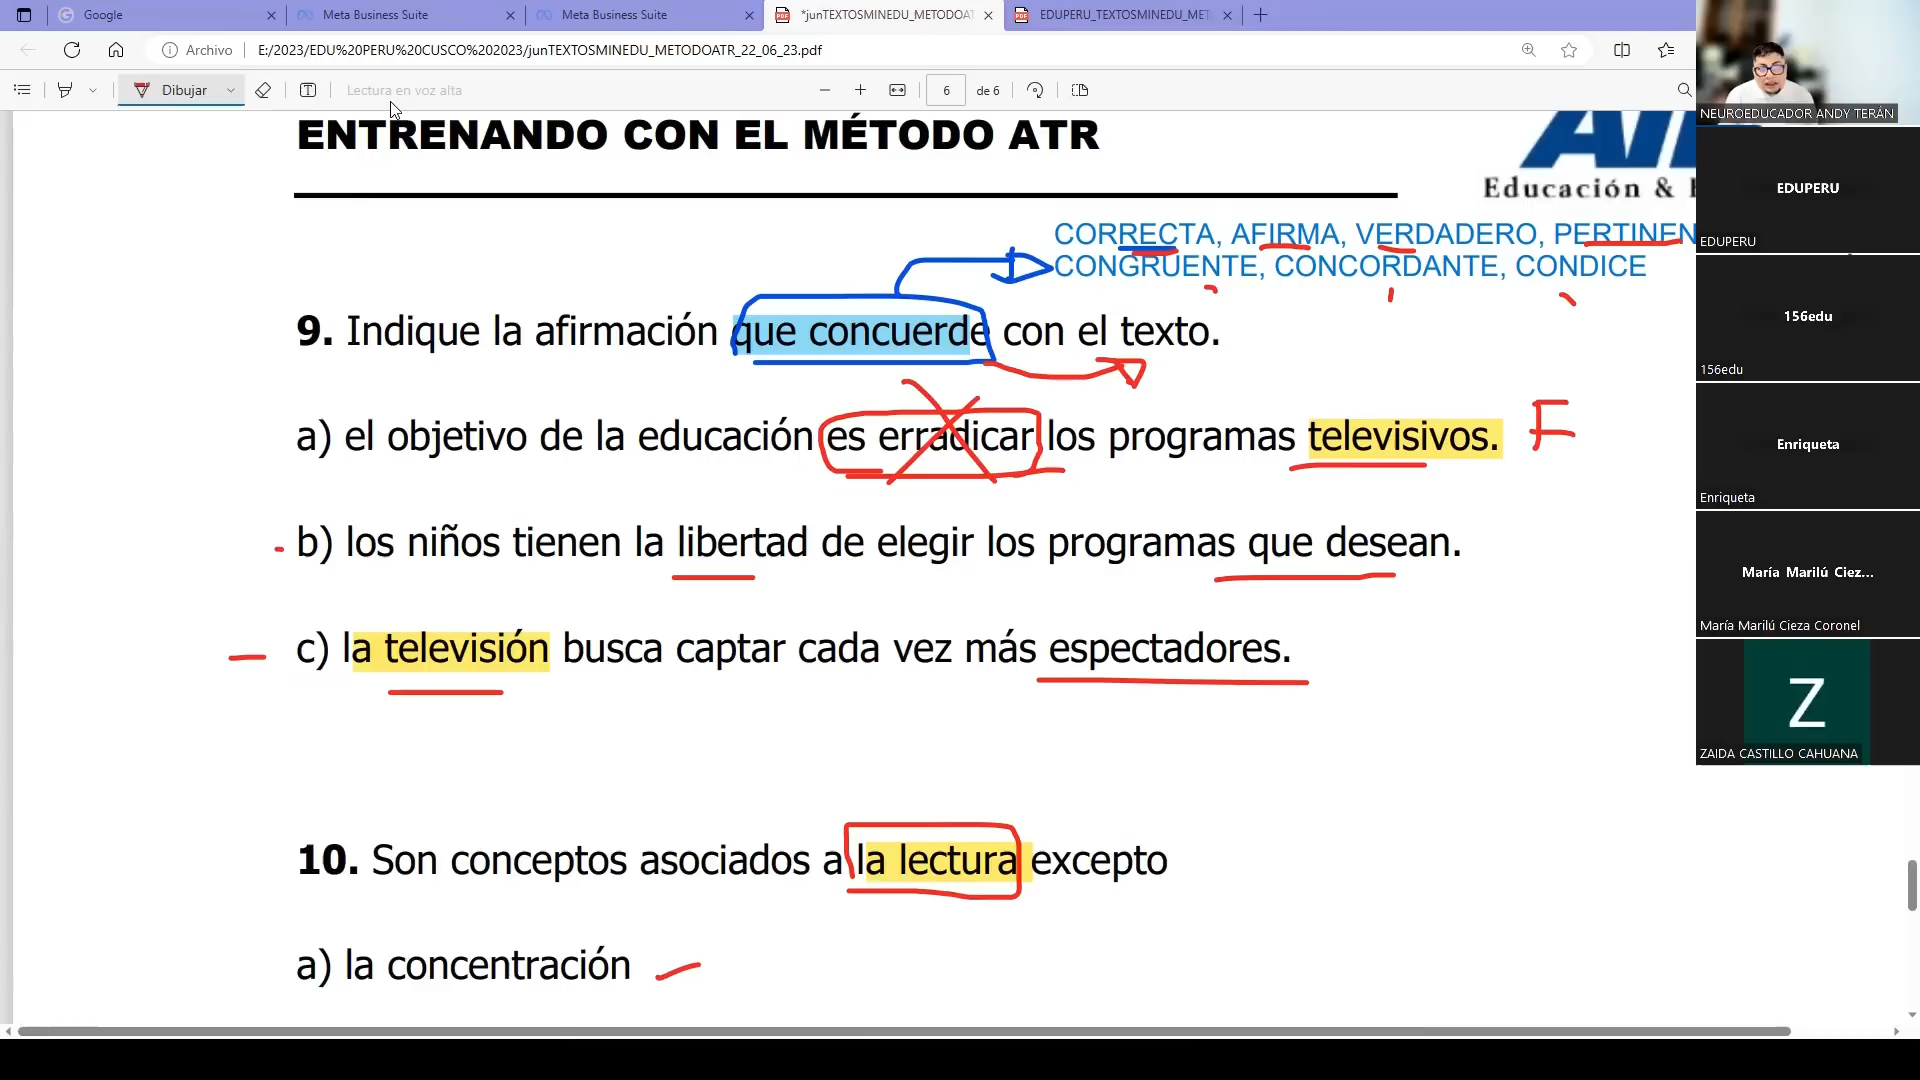 Google
Meta Business Suite
Meta Business Suite
*junTEXTOSMINEDU_METODOAT
EDUPERU_TEXTOSMINEDU_MET
Archivo
E:/2023/EDU%20PERU%20CUSCO%202023/junTEXTOSMINEDU_METODOATR_22_06_23.pdf
Dibujar
Lectura en voz alta
6
de 6
ENTRENANDO CON EL MÉTODO ATR
Educación &
CORRECTA, AFIRMA, VERDADERO, PERTINEN
CONGRUENTE, CONCORDANTE, CONDICE
9. Indique la afirmación que concuerde con el texto.
a) el objetivo de la educación es erradicar los programas televisivos. F
b) los niños tienen la libertad de elegir los programas que desean.
c) la televisión busca captar cada vez más espectadores.
10. Son conceptos asociados a la lectura excepto
a) la concentración
NEUROEDUCADOR ANDY TERÁN
EDUPERU
EDUPERU
156edu
156edu
Enriqueta
Enriqueta
María Marilú Ciez...
María Marilú Cieza Coronel
Z
ZAIDA CASTILLO CAHUANA